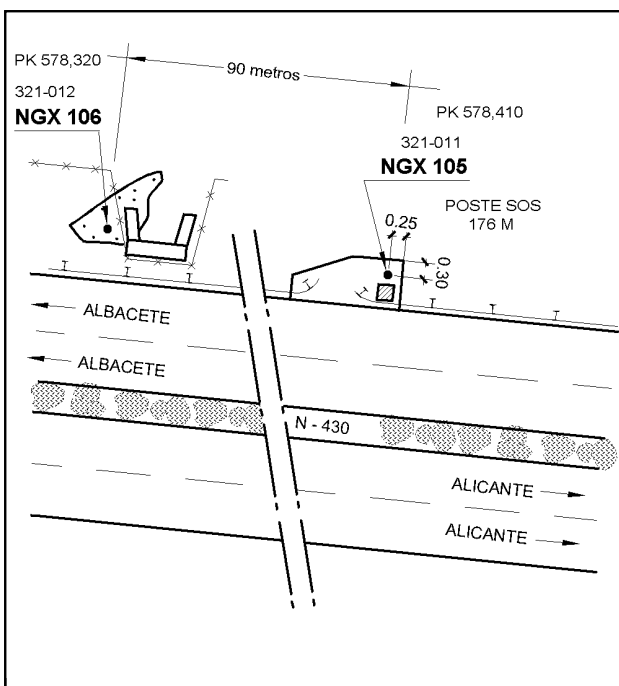 PK 578,320
90 metros
321-012
NGX 106
PK 578,410
321-011
NGX 105
POSTE SOS
176 M
0.25
0.30
ALBACETE
ALBACETE
N - 430
ALICANTE
ALICANTE